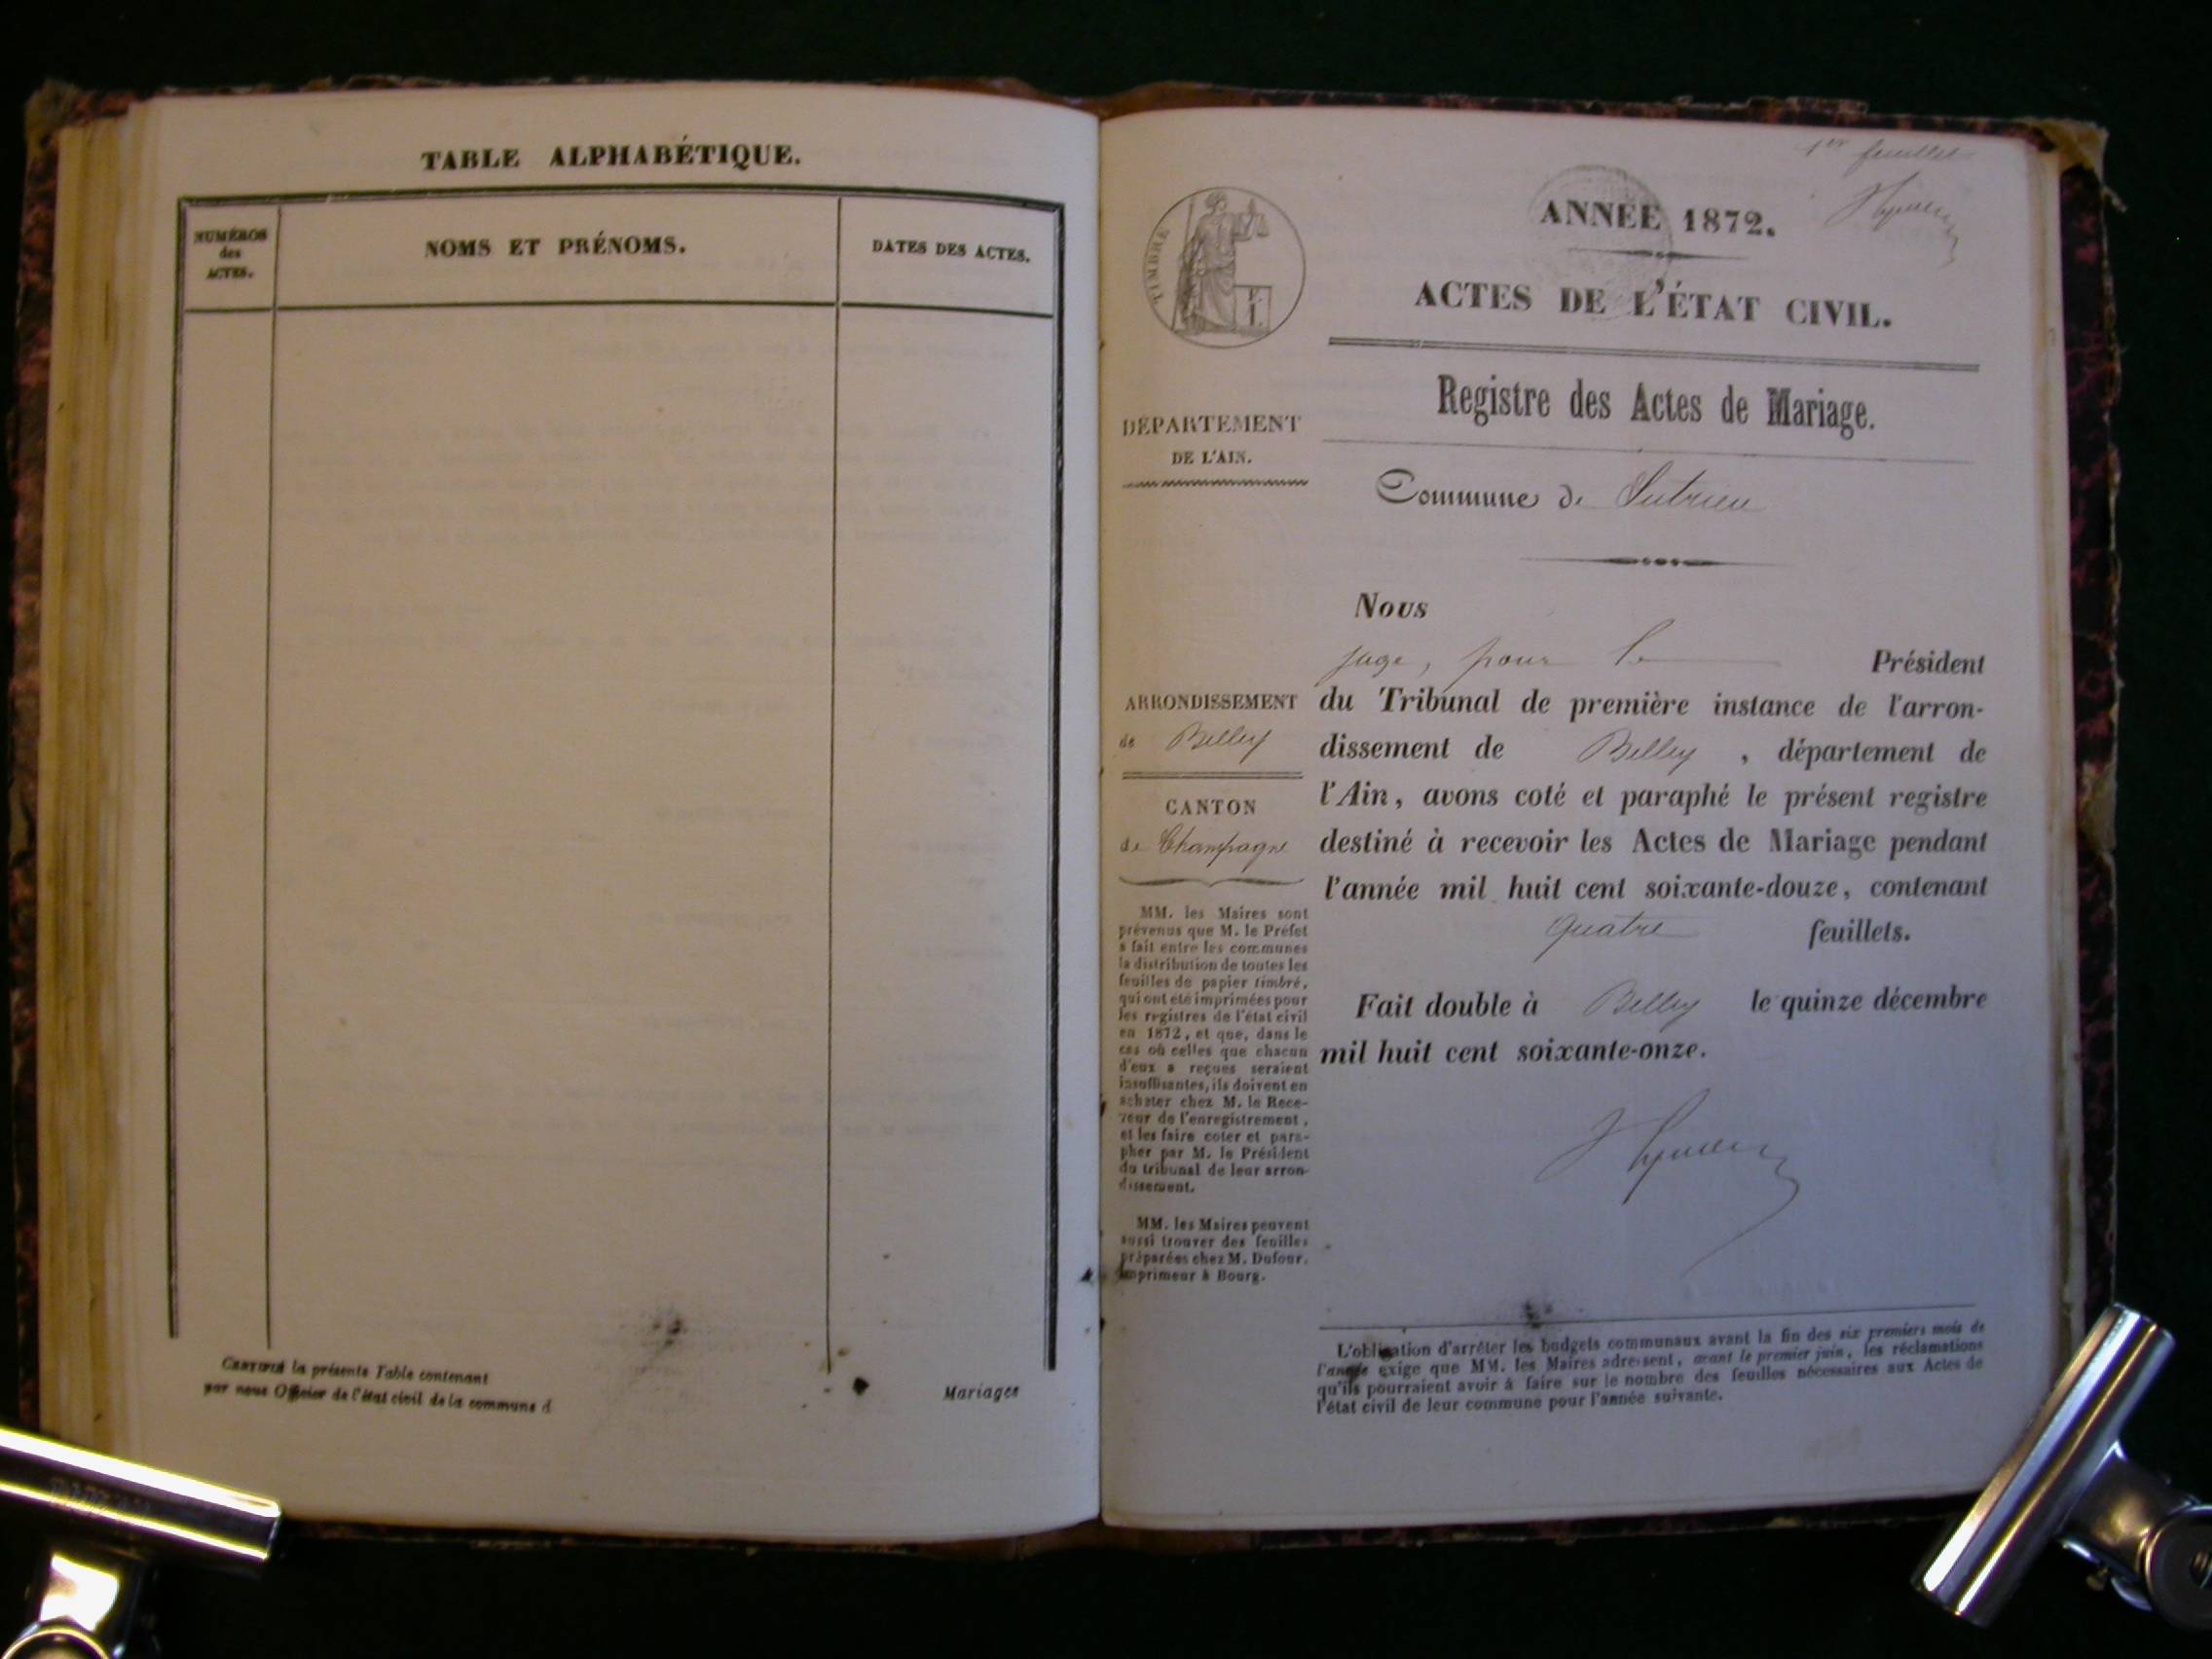 TABLE ALPHABÉTIQUE.
NUMÉROS
des
ACTES.
NOMS ET PRÉNOMS.
DATES DES ACTES.
CERTIFIÉ la présente Table contenant
par nous Officier de l'état civil de la commune d
Mariages
1er feuillet
TIMBRE
ANNÉE 1872.
ACTES DE L'ÉTAT CIVIL.
Registre des Actes de Mariage.
Commune de Sutrieu
DÉPARTEMENT
DE L'AIN.
ARRONDISSEMENT
de Belley
CANTON
de Champagne
MM. les Maires sont
prévenus que M. le Préfet
a fait entre les communes
la distribution de toutes les
feuilles de papier timbré,
qui ont été imprimées pour
les registres de l'état civil
en 1872, et que, dans le
cas où celles que chacun
d'eux a reçues seraient
insuffisantes, ils doivent en
acheter chez M. le Rece-
veur de l'enregistrement,
et les faire coter et para-
pher par M. le Président
du tribunal de leur arron-
dissement.
MM. les Maires peuvent
aussi trouver des feuilles
préparées chez M. Dufour,
imprimeur à Bourg.
Nous
juge, pour le Président
du Tribunal de première instance de l'arron-
dissement de Belley, département de
l'Ain, avons coté et paraphé le présent registre
destiné à recevoir les Actes de Mariage pendant
l'année mil huit cent soixante-douze, contenant
quatre feuillets.
Fait double à Belley le quinze décembre
mil huit cent soixante-onze.
L'obligation d'arrêter les budgets communaux avant la fin des six premiers mois de
l'année exige que MM. les Maires adressent, avant le premier juin, les réclamations
qu'ils pourraient avoir à faire sur le nombre des feuilles nécessaires aux Actes de
l'état civil de leur commune pour l'année suivante.